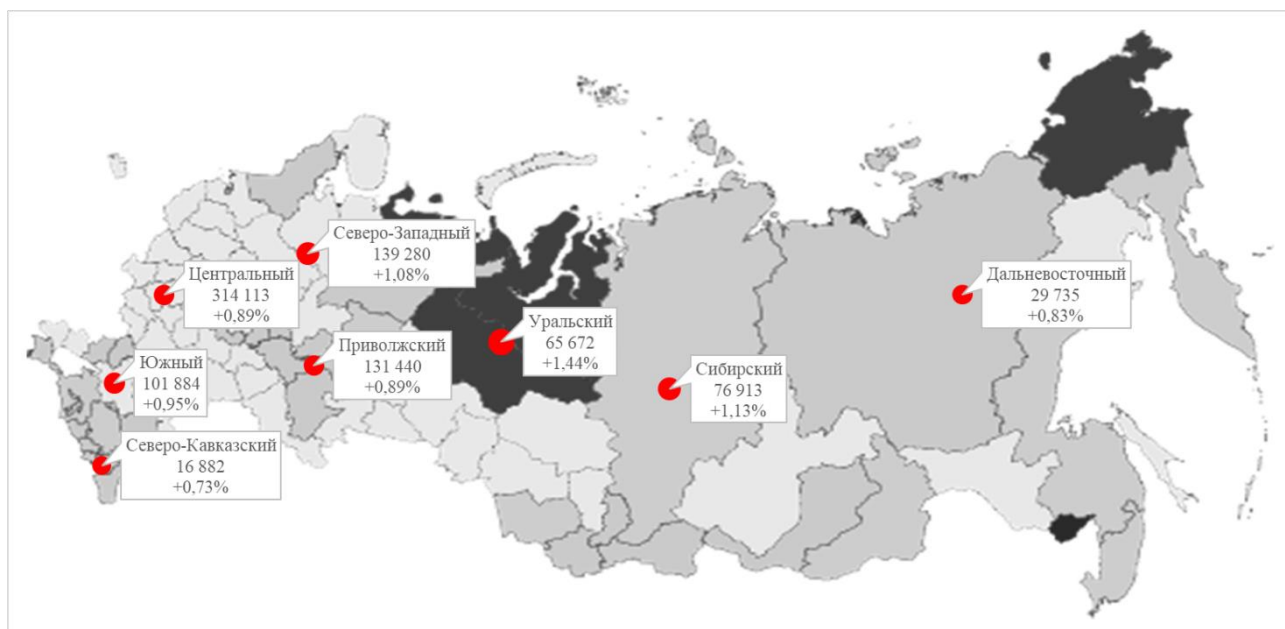 Северо-Западный
139 280
+1,08%
Центральный
314 113
+0,89%
Дальневосточный
29 735
+0,83%
Уральский
65 672
+1,44%
Приволжский
131 440
+0,89%
Южный
101 884
+0,95%
Сибирский
76 913
+1,13%
Северо-Кавказский
16 882
+0,73%